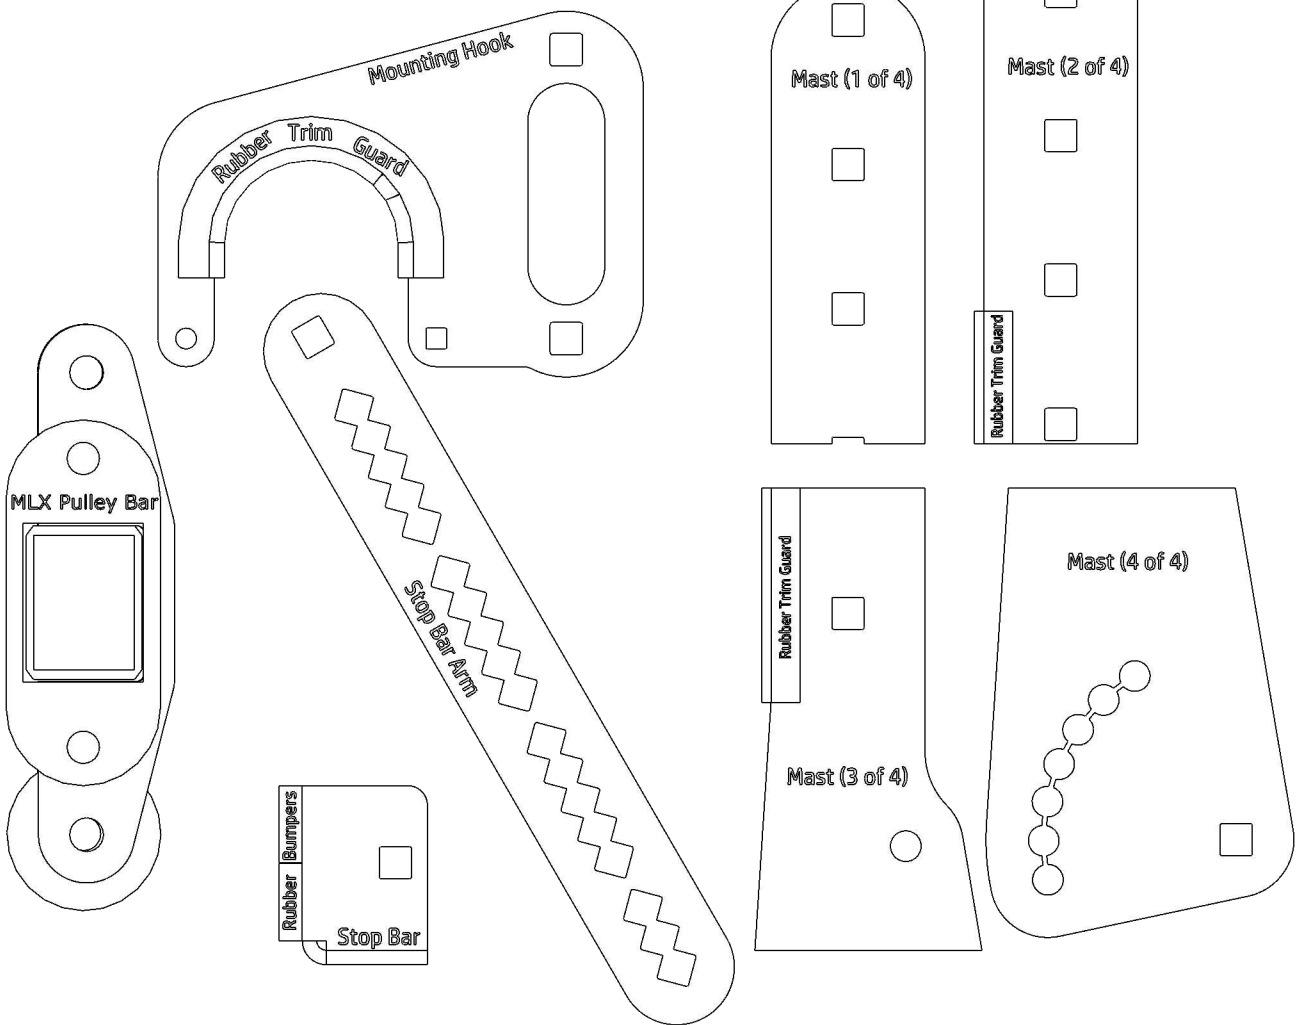 Mounting Hook
Rubber Trim Guard
Mast (1 of 4)
Mast (2 of 4)
Rubber Trim Guard
MLX Pulley Bar
Stop Bar Arm
Rubber Trim Guard
Mast (3 of 4)
Mast (4 of 4)
Rubber Bumpers
Stop Bar